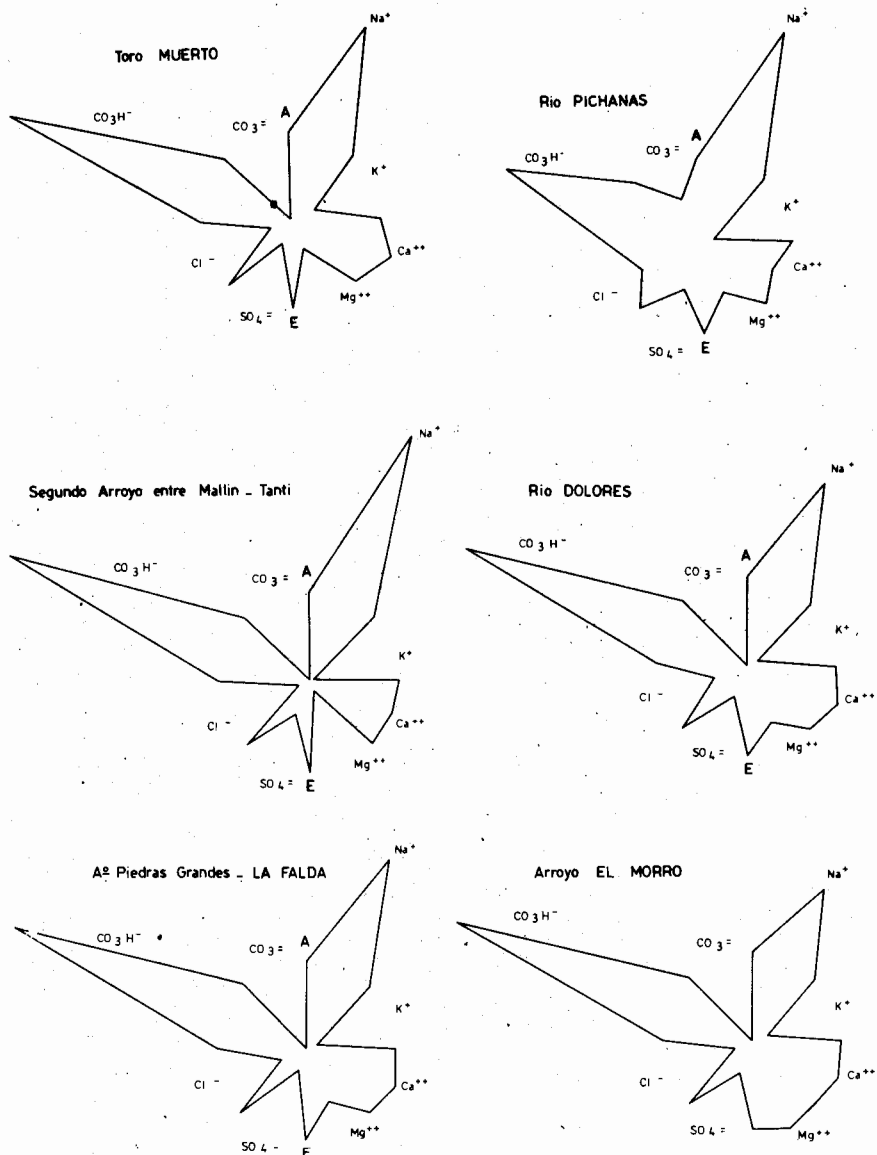 Toro MUERTO
Na⁺
CO₃H⁻
CO₃=
A
K⁺
Ca⁺⁺
Mg⁺⁺
Cl⁻
SO₄=
E
Rio PICHANAS
Na⁺
CO₃H⁻
CO₃=
A
K⁺
Ca⁺⁺
Mg⁺⁺
Cl⁻
SO₄=
E
Segundo Arroyo entre Mallin - Tanti
Na⁺
CO₃H⁻
CO₃=
A
K⁺
Ca⁺⁺
Mg⁺⁺
Cl⁻
SO₄=
E
Rio DOLORES
Na⁺
CO₃H⁻
CO₃=
A
K⁺
Ca⁺⁺
Mg⁺⁺
Cl⁻
SO₄=
E
Aº Piedras Grandes - LA FALDA
Na⁺
CO₃H⁻
CO₃=
A
K⁺
Ca⁺⁺
Mg⁺⁺
Cl⁻
SO₄-
E
Arroyo EL MORRO
Na⁺
CO₃H⁻
CO₃=
K⁺
Ca⁺⁺
Mg⁺⁺
Cl⁻
SO₄=